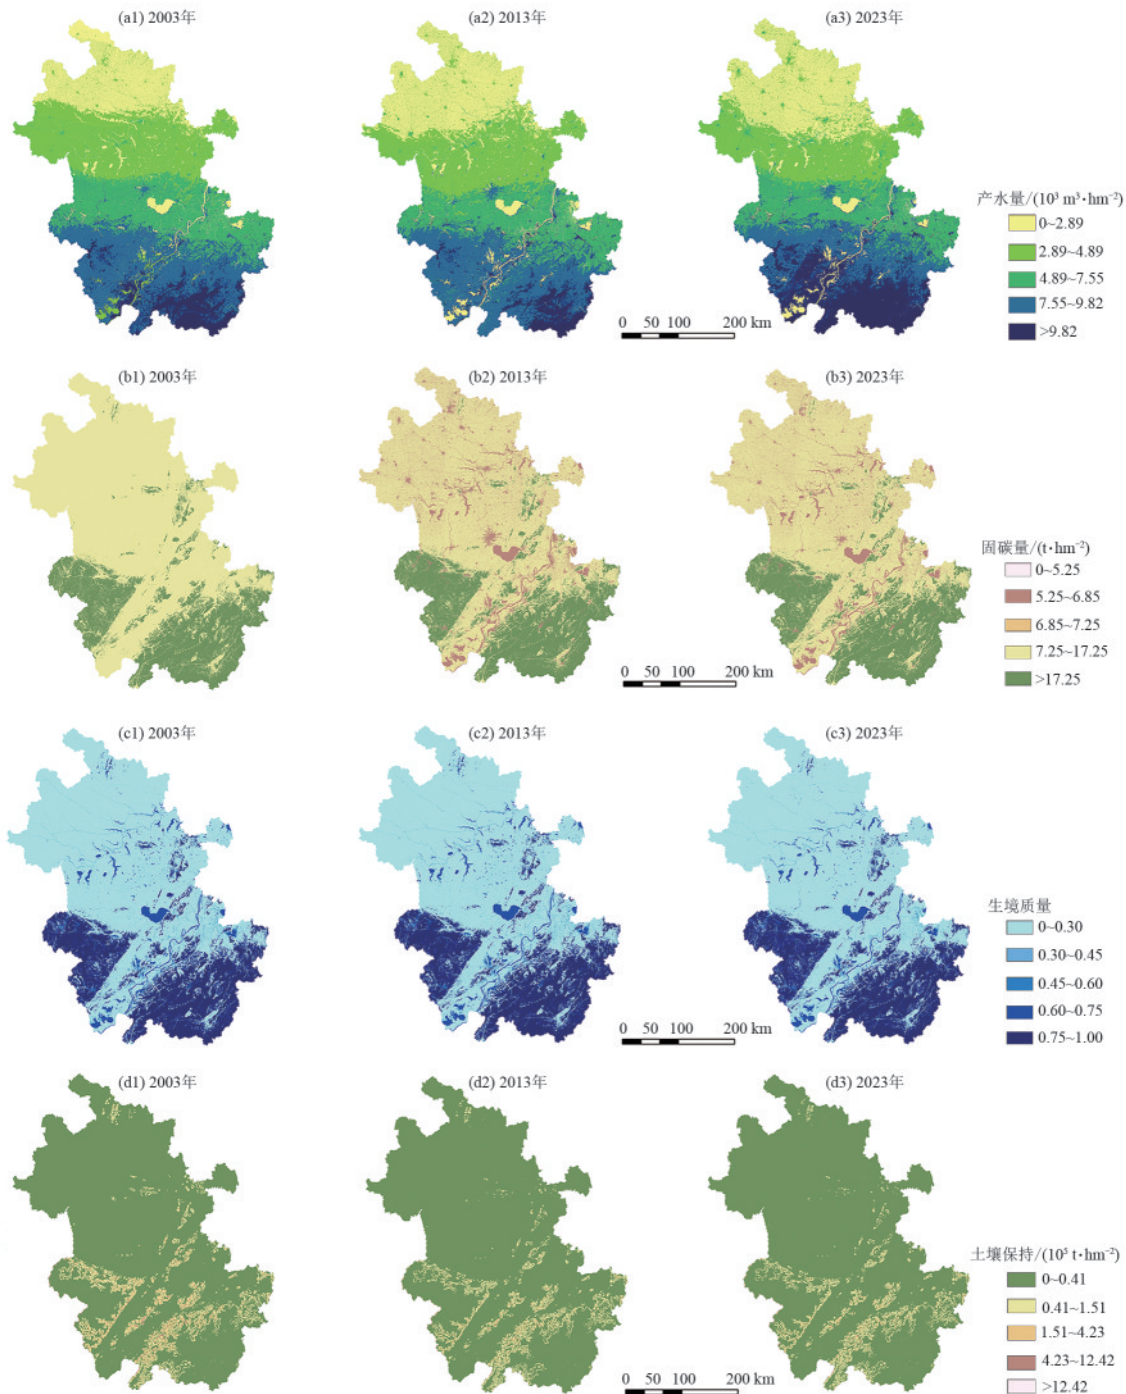 (a1) 2003年
(a2) 2013年
(a3) 2023年
产水量/(10³ m³·hm⁻²)
0~2.89
2.89~4.89
4.89~7.55
7.55~9.82
>9.82
0 50 100 200 km
(b1) 2003年
(b2) 2013年
(b3) 2023年
固碳量/(t·hm⁻²)
0~5.25
5.25~6.85
6.85~7.25
7.25~17.25
>17.25
0 50 100 200 km
(c1) 2003年
(c2) 2013年
(c3) 2023年
生境质量
0~0.30
0.30~0.45
0.45~0.60
0.60~0.75
0.75~1.00
0 50 100 200 km
(d1) 2003年
(d2) 2013年
(d3) 2023年
土壤保持/(10⁵ t·hm⁻²)
0~0.41
0.41~1.51
1.51~4.23
4.23~12.42
>12.42
0 50 100 200 km